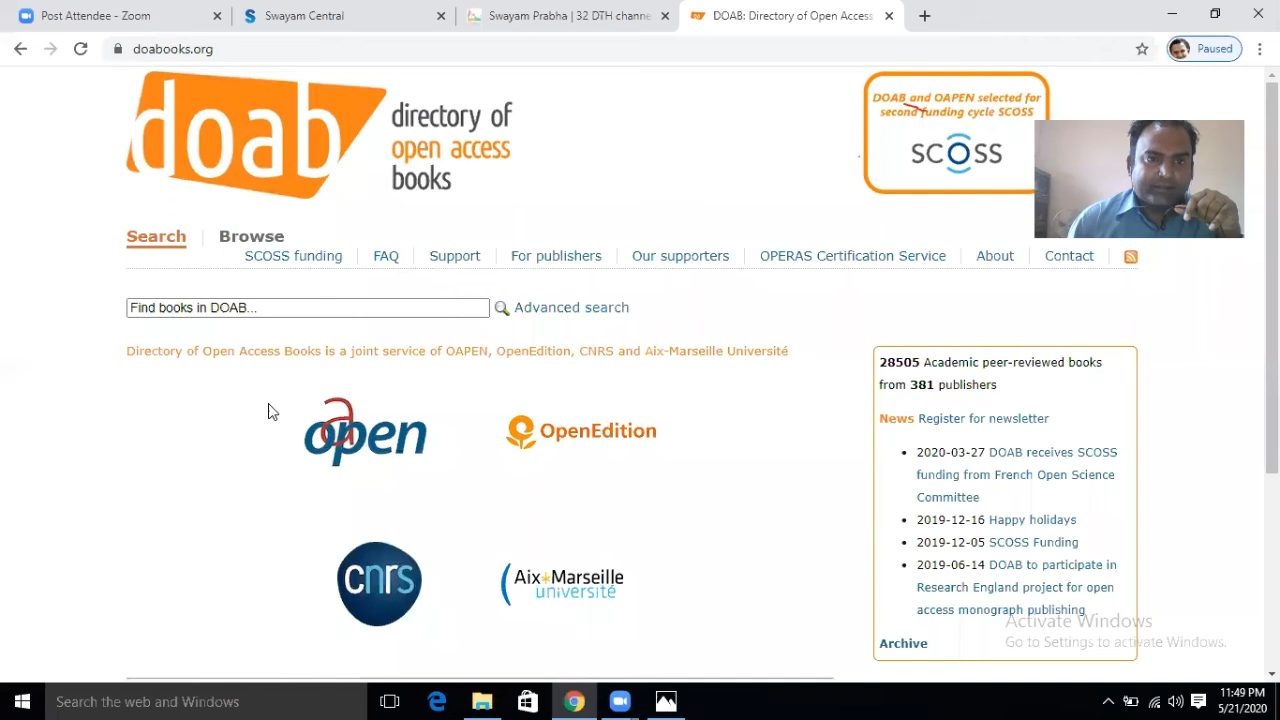 Post Attendee - Zoom
Swayam Central
Swayam Prabha | 32 DTH channe
DOAB: Directory of Open Access
doabooks.org
Paused
doab
directory of
open access
books
DOAB and OAPEN selected for
second funding cycle SCOSS
SCOSS
Search
Browse
SCOSS funding
FAQ
Support
For publishers
Our supporters
OPERAS Certification Service
About
Contact
Find books in DOAB...
Advanced search
Directory of Open Access Books is a joint service of OAPEN, OpenEdition, CNRS and Aix-Marseille Université
oapen
OpenEdition
cnrs
Aix*Marseille
université
28505 Academic peer-reviewed books
from 381 publishers
News Register for newsletter
2020-03-27 DOAB receives SCOSS
funding from French Open Science
Committee
2019-12-16 Happy holidays
2019-12-05 SCOSS Funding
2019-06-14 DOAB to participate in
Research England project for open
access monograph publishing
Archive
Activate Windows
Go to Settings to activate Windows.
Search the web and Windows
11:49 PM
5/21/2020